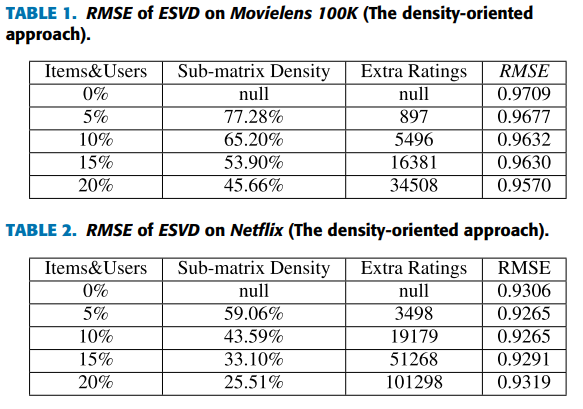 TABLE 1. RMSE of ESVD on Movielens 100K (The density-oriented
approach).
Items&Users Sub-matrix Density Extra Ratings RMSE
0% null null 0.9709
5% 77.28% 897 0.9677
10% 65.20% 5496 0.9632
15% 53.90% 16381 0.9630
20% 45.66% 34508 0.9570
TABLE 2. RMSE of ESVD on Netflix (The density-oriented approach).
Items&Users Sub-matrix Density Extra Ratings RMSE
0% null null 0.9306
5% 59.06% 3498 0.9265
10% 43.59% 19179 0.9265
15% 33.10% 51268 0.9291
20% 25.51% 101298 0.9319